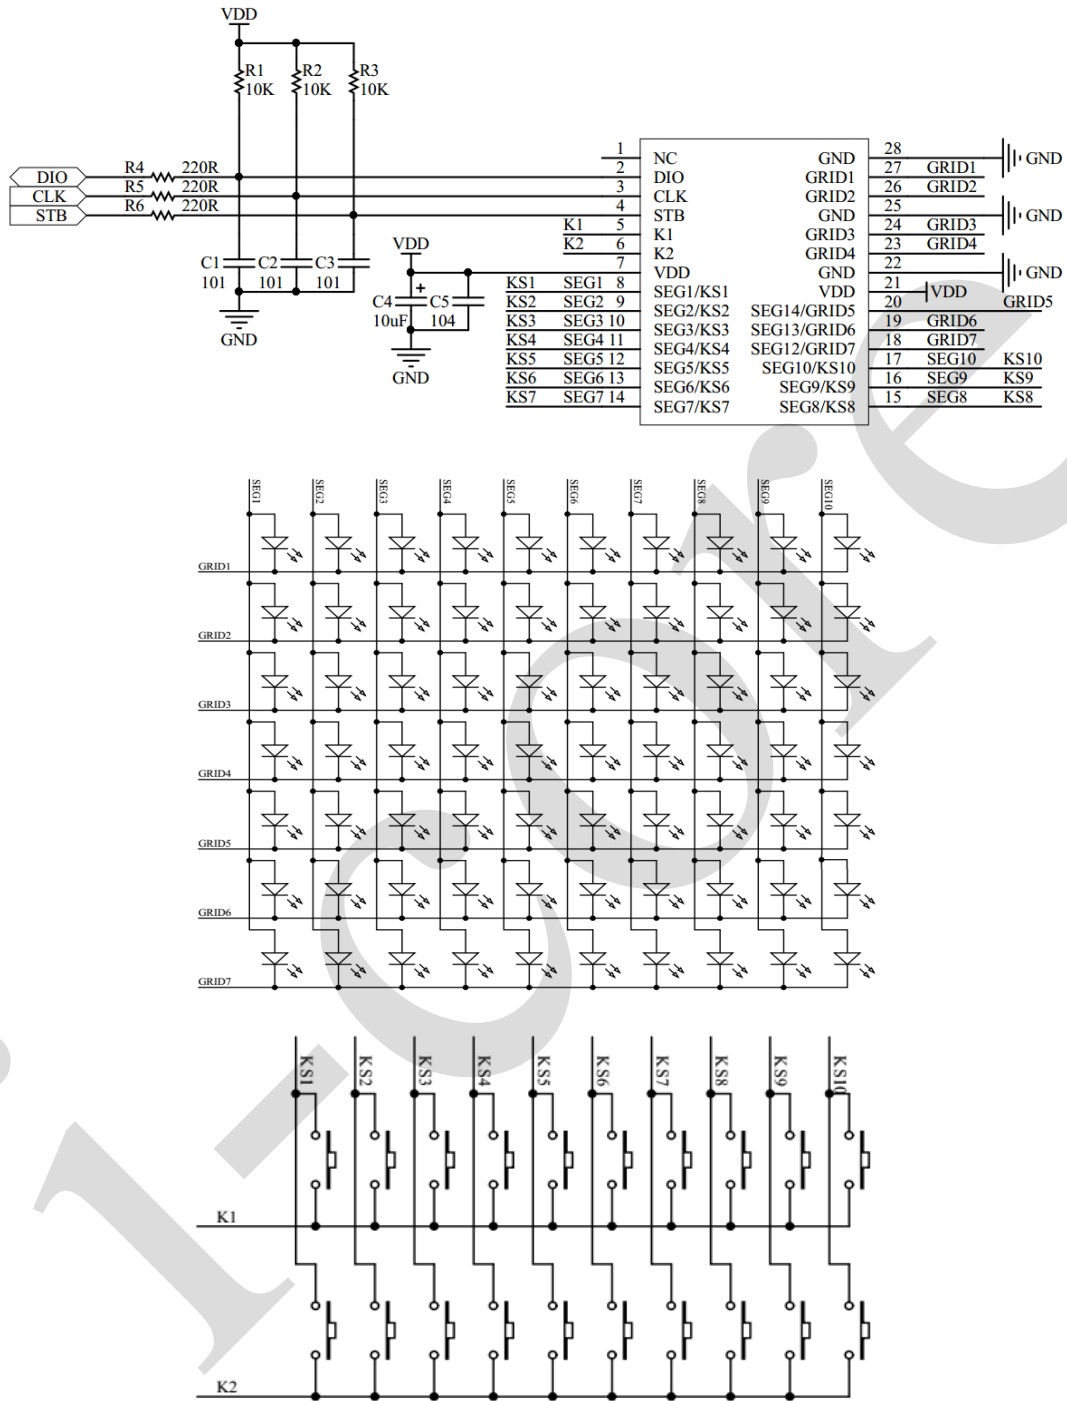 VDD
R1 R2 R3
10K 10K 10K
DIO R4 220R
CLK R5 220R
STB R6 220R
C1 C2 C3
101 101 101
GND
VDD
C4 + C5
10uF 104
GND
1 NC GND 28 GND
2 DIO GRID1 27 GRID1
3 CLK GRID2 26 GRID2
4 STB GND 25 GND
K1 5 K1 GRID3 24 GRID3
K2 6 K2 GRID4 23 GRID4
7 VDD GND 22 GND
KS1 SEG1 8 SEG1/KS1 VDD 21 VDD
KS2 SEG2 9 SEG2/KS2 SEG14/GRID5 20 GRID5
KS3 SEG3 10 SEG3/KS3 SEG13/GRID6 19 GRID6
KS4 SEG4 11 SEG4/KS4 SEG12/GRID7 18 GRID7
KS5 SEG5 12 SEG5/KS5 SEG10/KS10 17 SEG10 KS10
KS6 SEG6 13 SEG6/KS6 SEG9/KS9 16 SEG9 KS9
KS7 SEG7 14 SEG7/KS7 SEG8/KS8 15 SEG8 KS8
SEG1 SEG2 SEG3 SEG4 SEG5 SEG6 SEG7 SEG8 SEG9 SEG10
GRID1
GRID2
GRID3
GRID4
GRID5
GRID6
GRID7
KS1 KS2 KS3 KS4 KS5 KS6 KS7 KS8 KS9 KS10
K1
K2
i-core